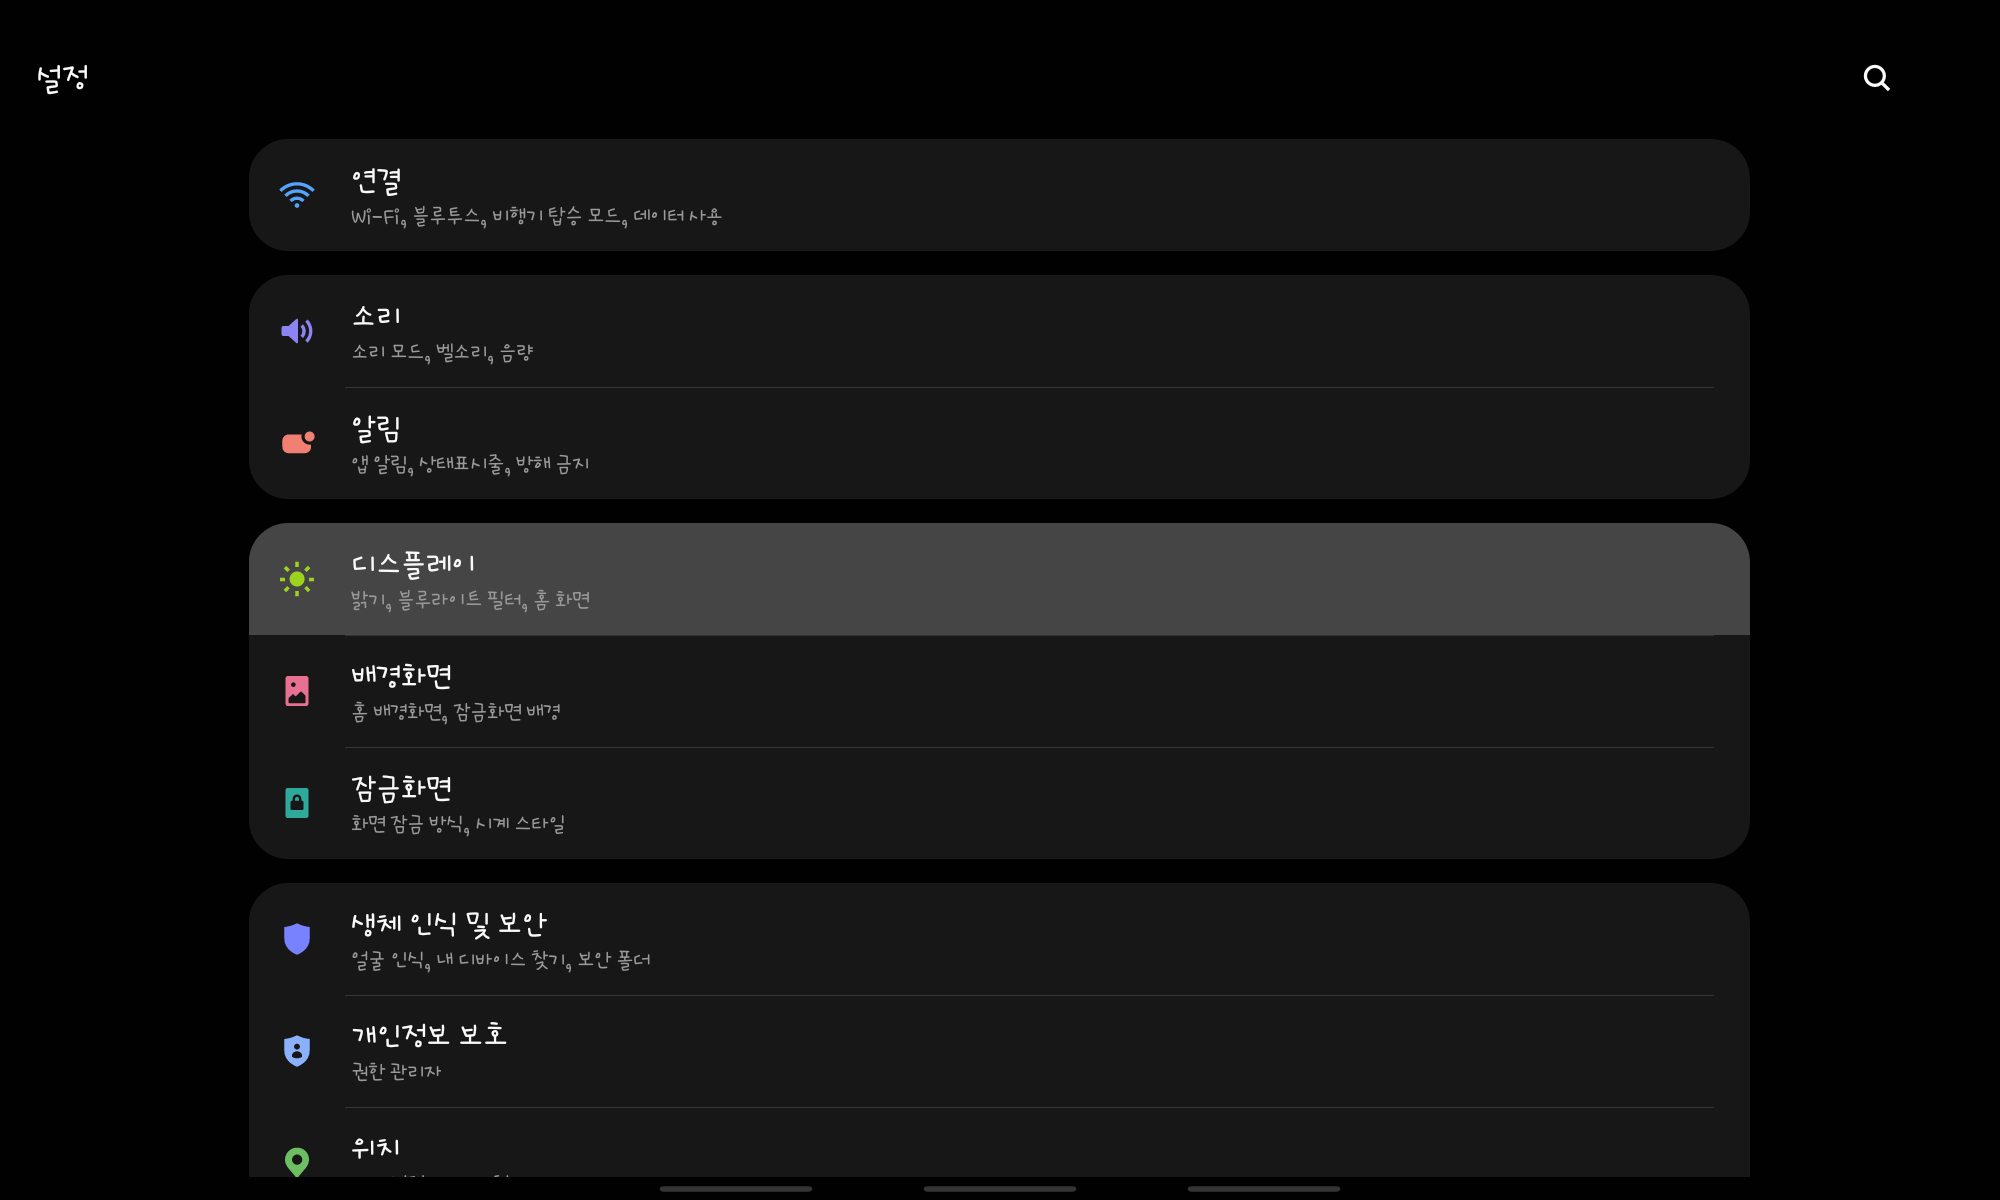 설정
연결
Wi-Fi, 블루투스, 비행기 탑승 모드, 데이터 사용
소리
소리 모드, 벨소리, 음량
알림
앱 알림, 상태표시줄, 방해 금지
디스플레이
밝기, 블루라이트 필터, 홈 화면
배경화면
홈 배경화면, 잠금화면 배경
잠금화면
화면 잠금 방식, 시계 스타일
생체 인식 및 보안
얼굴 인식, 내 디바이스 찾기, 보안 폴더
개인정보 보호
권한 관리자
위치